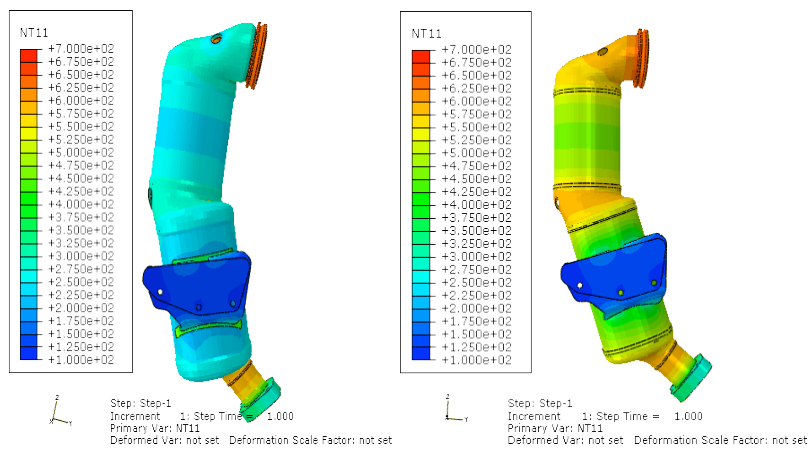 NT11
+7.000e+02
+6.750e+02
+6.500e+02
+6.250e+02
+6.000e+02
+5.750e+02
+5.500e+02
+5.250e+02
+5.000e+02
+4.750e+02
+4.500e+02
+4.250e+02
+4.000e+02
+3.750e+02
+3.500e+02
+3.250e+02
+3.000e+02
+2.750e+02
+2.500e+02
+2.250e+02
+2.000e+02
+1.750e+02
+1.500e+02
+1.250e+02
+1.000e+02
Z
X
Y
Step: Step-1
Increment 1: Step Time = 1.000
Primary Var: NT11
Deformed Var: not set Deformation Scale Factor: not set
NT11
+7.000e+02
+6.750e+02
+6.500e+02
+6.250e+02
+6.000e+02
+5.750e+02
+5.500e+02
+5.250e+02
+5.000e+02
+4.750e+02
+4.500e+02
+4.250e+02
+4.000e+02
+3.750e+02
+3.500e+02
+3.250e+02
+3.000e+02
+2.750e+02
+2.500e+02
+2.250e+02
+2.000e+02
+1.750e+02
+1.500e+02
+1.250e+02
+1.000e+02
Z
X
Y
Step: Step-1
Increment 1: Step Time = 1.000
Primary Var: NT11
Deformed Var: not set Deformation Scale Factor: not set